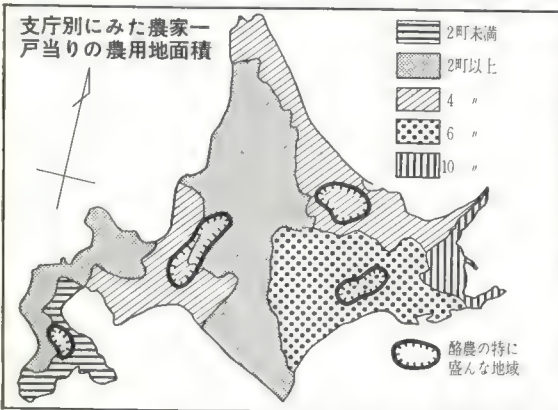 支庁別にみた農家一
戸当りの農用地面積
2町未満
2町以上
4 〃
6 〃
10 〃
酪農の特に
盛んな地域